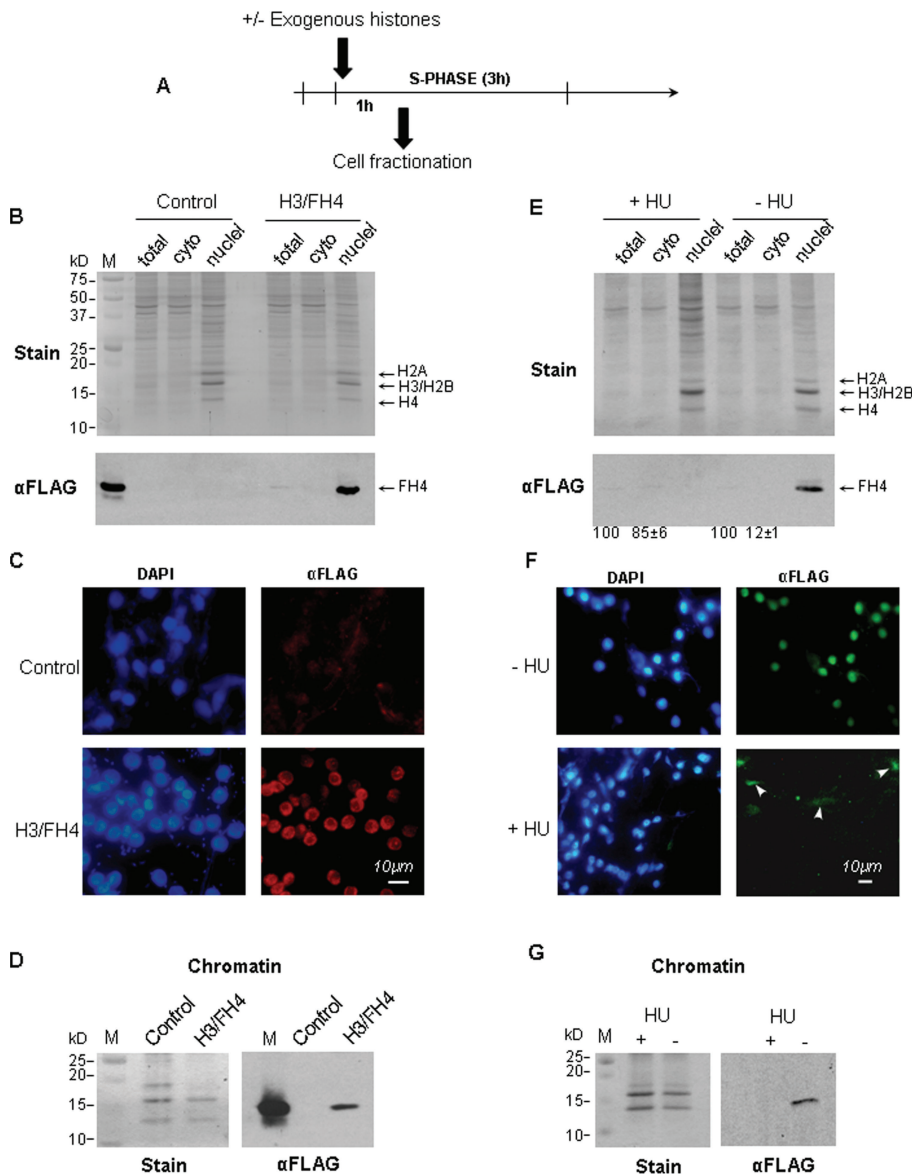 +/- Exogenous histones
A
S-PHASE (3h)
1h
Cell fractionation
B
Control
H3/FH4
kD M total cyto nuclei total cyto nuclei
75
50
37
25
20
15
10
Stain
H2A
H3/H2B
H4
αFLAG
FH4
E
+ HU
- HU
total cyto nuclei total cyto nuclei
Stain
H2A
H3/H2B
H4
αFLAG
FH4
100 85±6 100 12±1
C
DAPI
αFLAG
Control
H3/FH4
10µm
F
DAPI
αFLAG
- HU
+ HU
10µm
D
Chromatin
kD M Control H3/FH4 M Control H3/FH4
25
20
15
10
Stain
αFLAG
G
Chromatin
HU HU
kD M + - + -
25
20
15
10
Stain
αFLAG